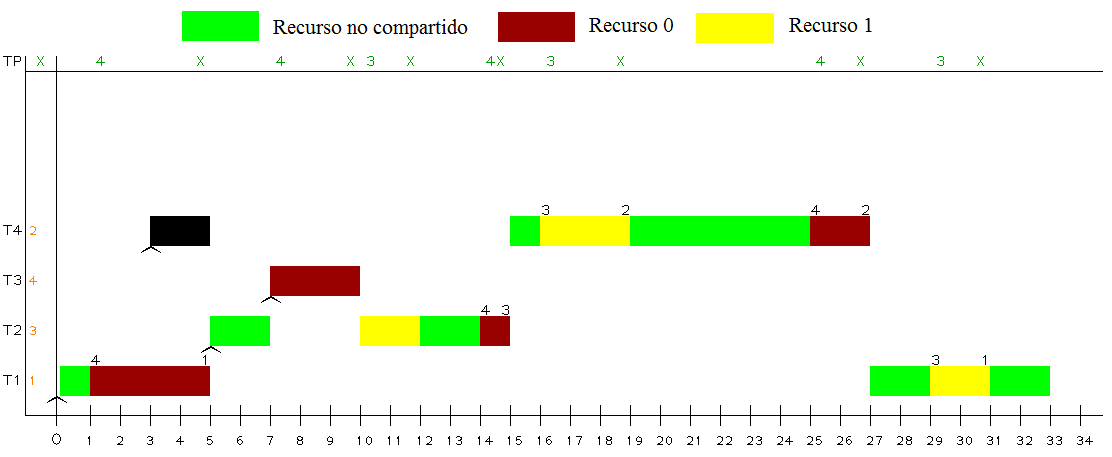 Recurso no compartido Recurso 0 Recurso 1
TP X 4 X 4 X 3 X 4 X 3 X 4 X 3 X
3 2 4 2
T4 2
T3 4
4 3
T2 3
4 1 3 1
T1 1
0 1 2 3 4 5 6 7 8 9 10 11 12 13 14 15 16 17 18 19 20 21 22 23 24 25 26 27 28 29 30 31 32 33 34